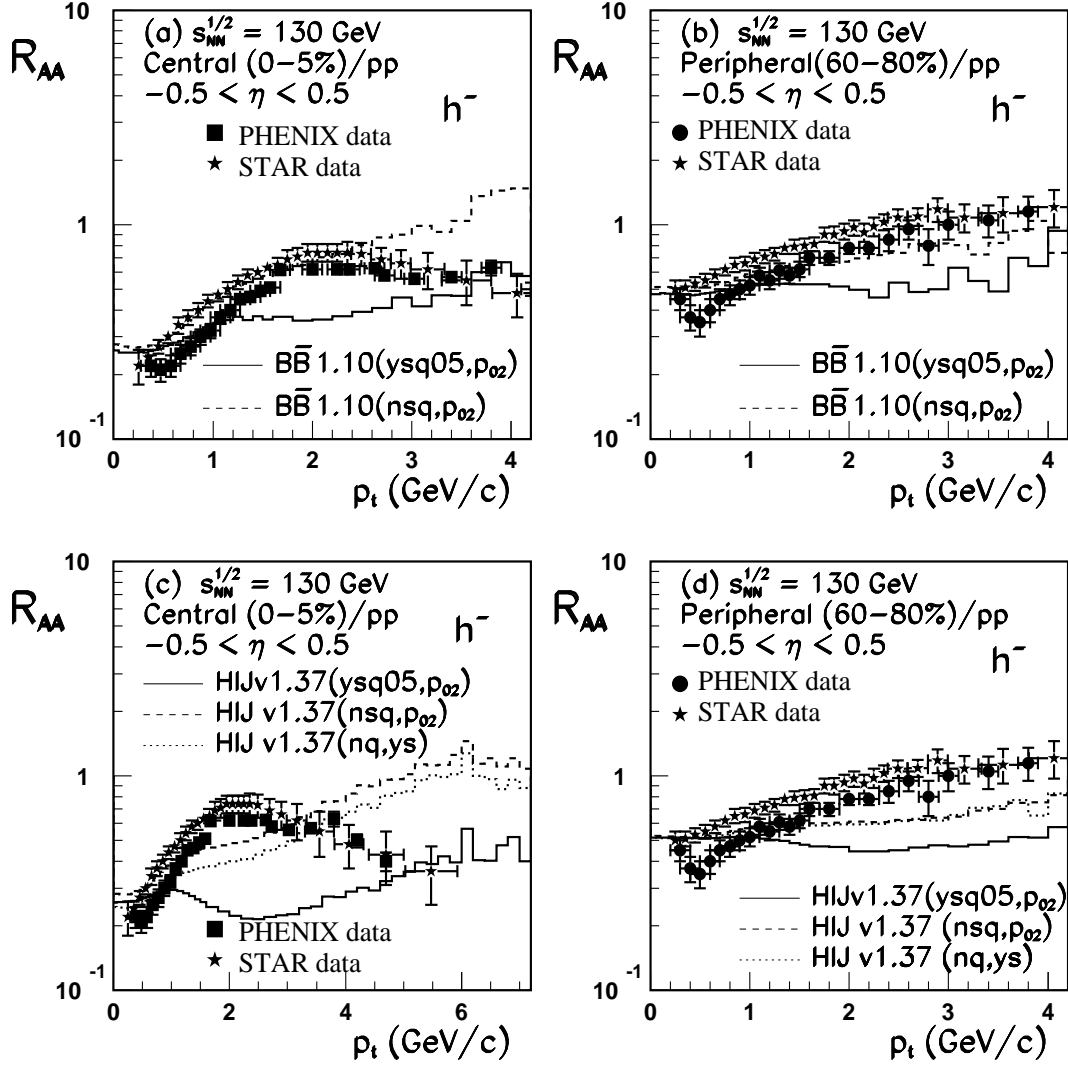 (a) s_NN^1/2 = 130 GeV
Central (0–5%)/pp
–0.5 < η < 0.5
h⁻
■ PHENIX data
★ STAR data
R_AA
10
1
10⁻¹
BB̅ 1.10(ysq05,p₀₂)
BB̅ 1.10(nsq,p₀₂)
0 1 2 3 4
p_t (GeV/c)
(b) s_NN^1/2 = 130 GeV
Peripheral(60–80%)/pp
–0.5 < η < 0.5
h⁻
● PHENIX data
★ STAR data
R_AA
10
1
10⁻¹
BB̅ 1.10(ysq05,p₀₂)
BB̅ 1.10(nsq,p₀₂)
0 1 2 3 4
p_t (GeV/c)
(c) s_NN^1/2 = 130 GeV
Central (0–5%)/pp
–0.5 < η < 0.5
h⁻
HIJv1.37(ysq05,p₀₂)
HIJ v1.37(nsq,p₀₂)
HIJ v1.37(nq,ys)
R_AA
10
1
10⁻¹
■ PHENIX data
★ STAR data
0 2 4 6
p_t (GeV/c)
(d) s_NN^1/2 = 130 GeV
Peripheral (60–80%)/pp
–0.5 < η < 0.5
h⁻
● PHENIX data
★ STAR data
R_AA
10
1
10⁻¹
HIJv1.37(ysq05,p₀₂)
HIJ v1.37 (nsq,p₀₂)
HIJ v1.37 (nq,ys)
0 1 2 3 4
p_t (GeV/c)